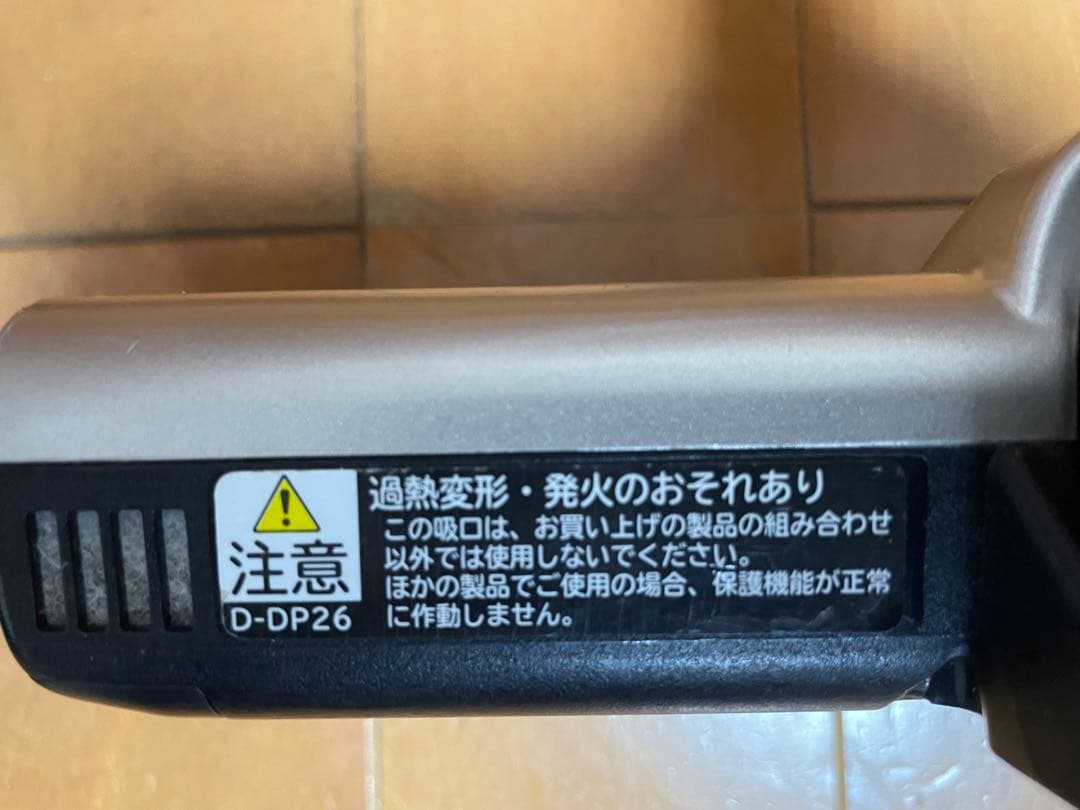 注意
D-DP26
過熱変形・発火のおそれあり
この吸口は、お買い上げの製品の組み合わせ
以外では使用しないでください。
ほかの製品でご使用の場合、保護機能が正常
に作動しません。